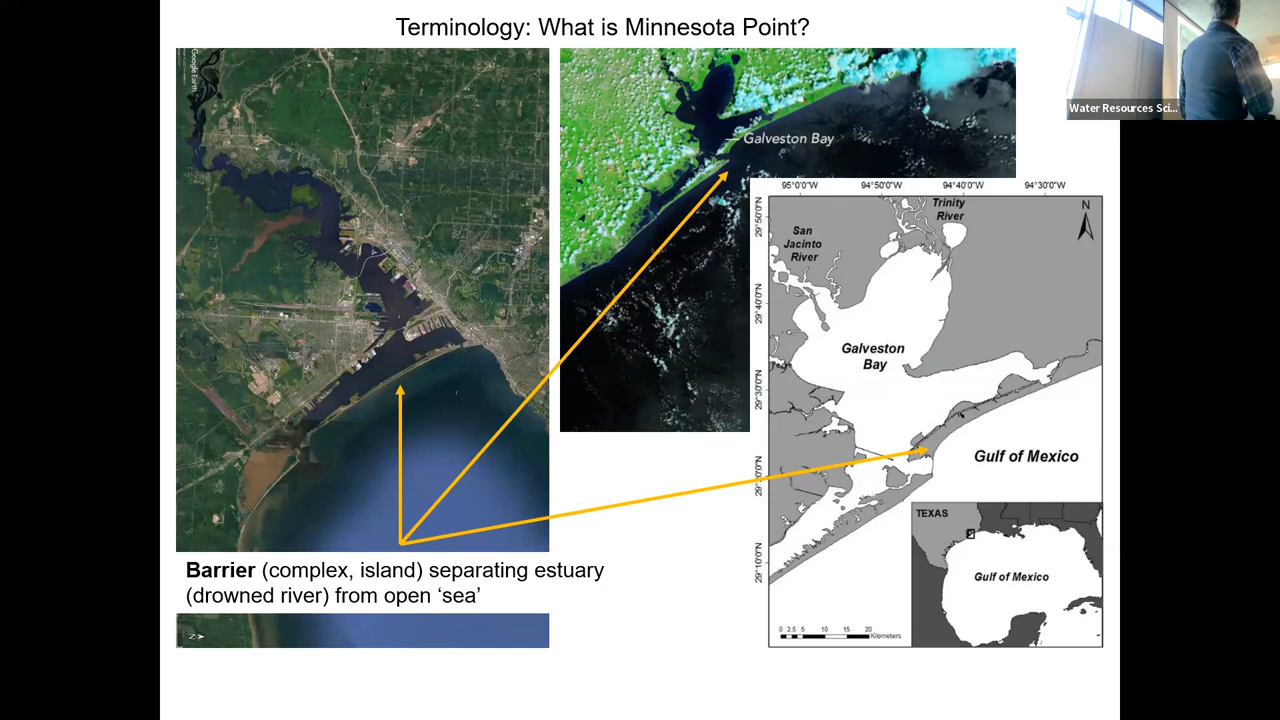 Terminology: What is Minnesota Point?
Google Earth
Water Resources Sci...
Galveston Bay
95°0'0"W 94°50'0"W 94°40'0"W 94°30'0"W
29°50'0"N
29°40'0"N
29°30'0"N
29°20'0"N
29°10'0"N
Trinity
River
N
San
Jacinto
River
Galveston
Bay
Gulf of Mexico
TEXAS
Gulf of Mexico
0 2.5 5 10 15 20
Kilometers
Barrier (complex, island) separating estuary
(drowned river) from open ‘sea’
N